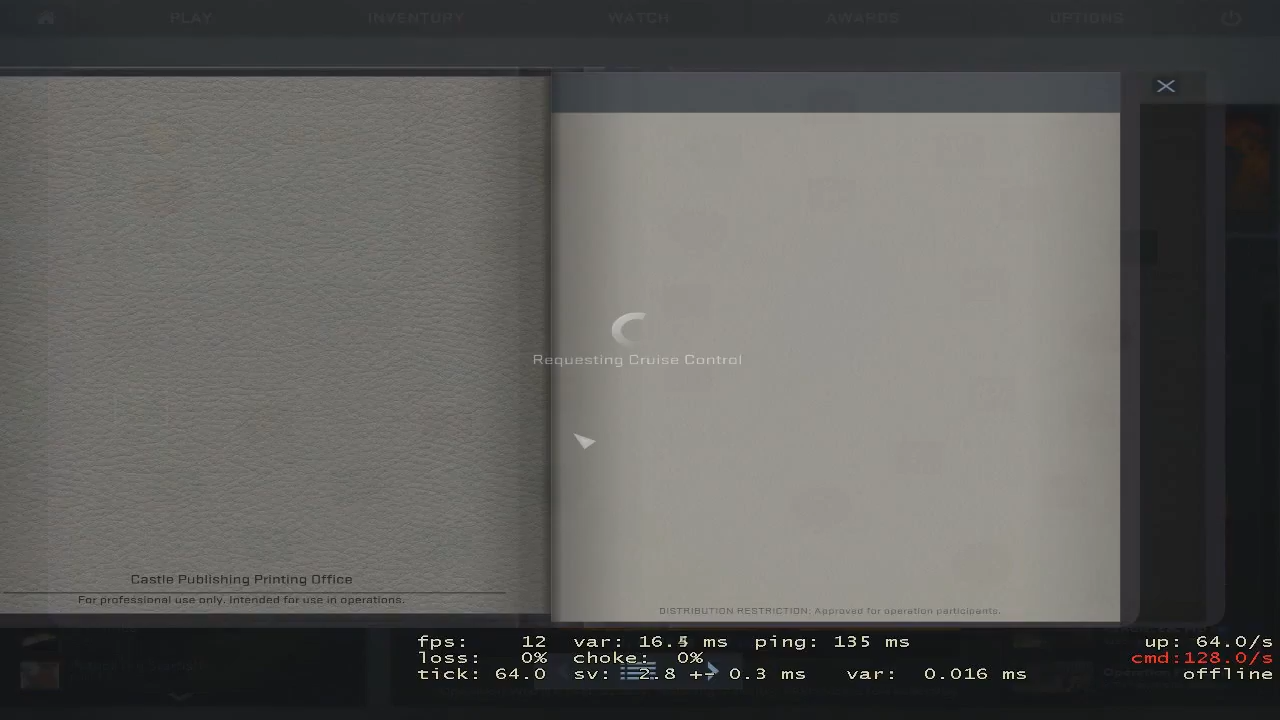 PLAY
INVENTORY
WATCH
AWARDS
OPTIONS
Requesting Cruise Control
Castle Publishing Printing Office
For professional use only. Intended for use in operations.
DISTRIBUTION RESTRICTION: Approved for operation participants.
fps: 12 var: 16.5 ms ping: 135 ms
loss: 0% choke: 0%
tick: 64.0 sv: 2.8 +- 0.3 ms var: 0.016 ms
up: 64.0/s
cmd:128.0/s
offline